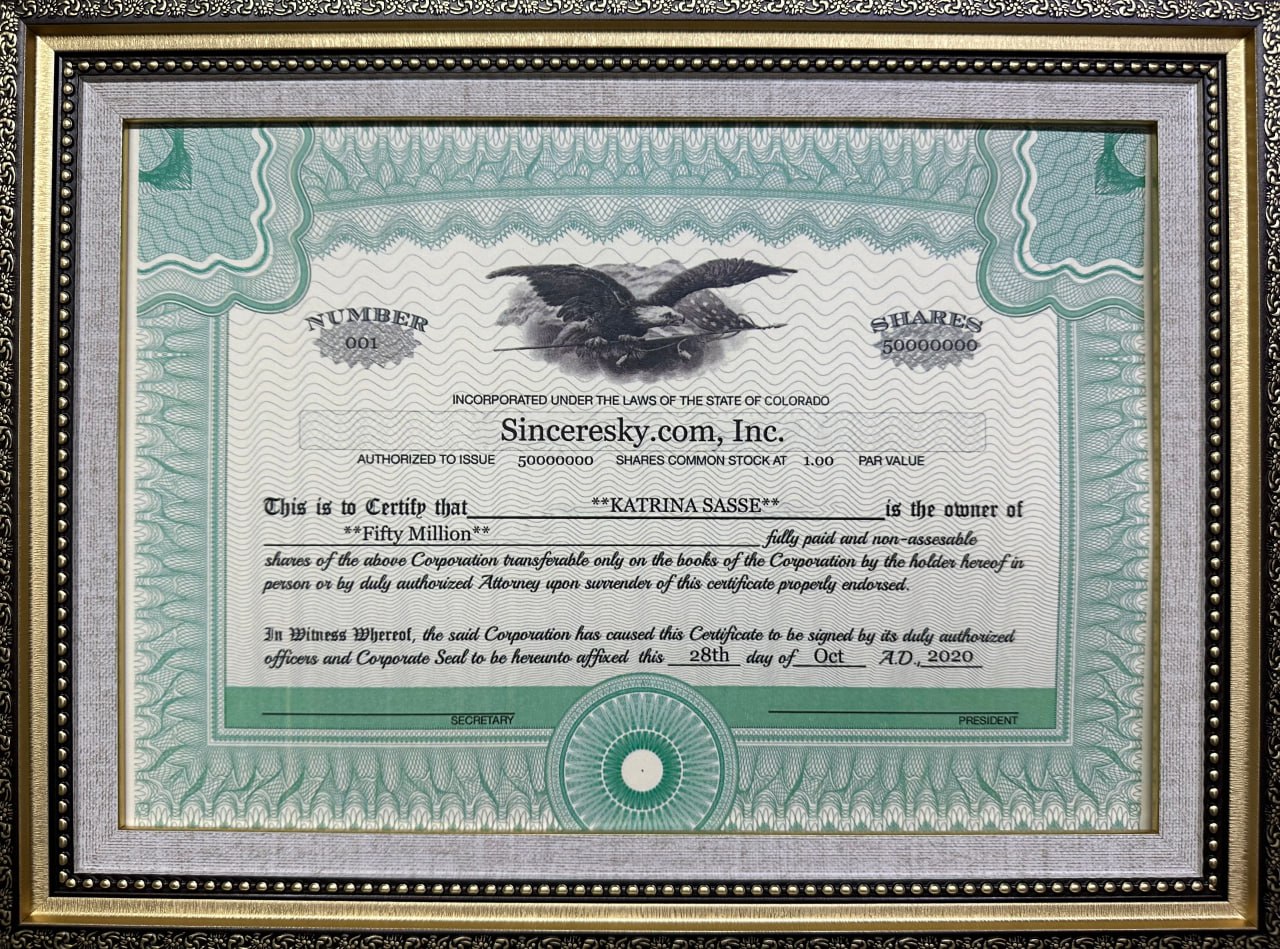 NUMBER
001
SHARES
50000000
INCORPORATED UNDER THE LAWS OF THE STATE OF COLORADO
Sinceresky.com, Inc.
AUTHORIZED TO ISSUE 50000000 SHARES COMMON STOCK AT 1.00 PAR VALUE
This is to Certify that **KATRINA SASSE** is the owner of
**Fifty Million** fully paid and non-assesable
shares of the above Corporation transferable only on the books of the Corporation by the holder hereof in
person or by duly authorized Attorney upon surrender of this certificate properly endorsed.
In Witness Whereof, the said Corporation has caused this Certificate to be signed by its duly authorized
officers and Corporate Seal to be hereunto affixed this 28th day of Oct A.D., 2020
SECRETARY
PRESIDENT